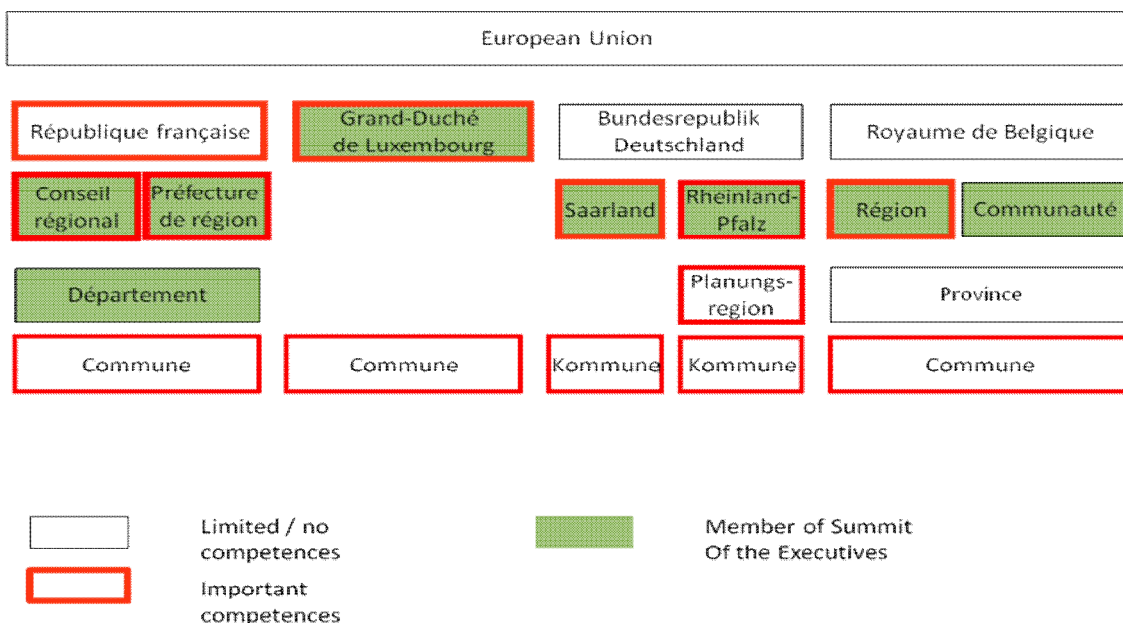 European Union
République française
Grand-Duché
de Luxembourg
Bundesrepublik
Deutschland
Royaume de Belgique
Conseil
régional
Préfecture
de région
Saarland
Rheinland-
Pfalz
Région
Communauté
Département
Planungs-
region
Province
Commune
Commune
Kommune
Kommune
Commune
Limited / no
competences
Member of Summit
Of the Executives
Important
competences